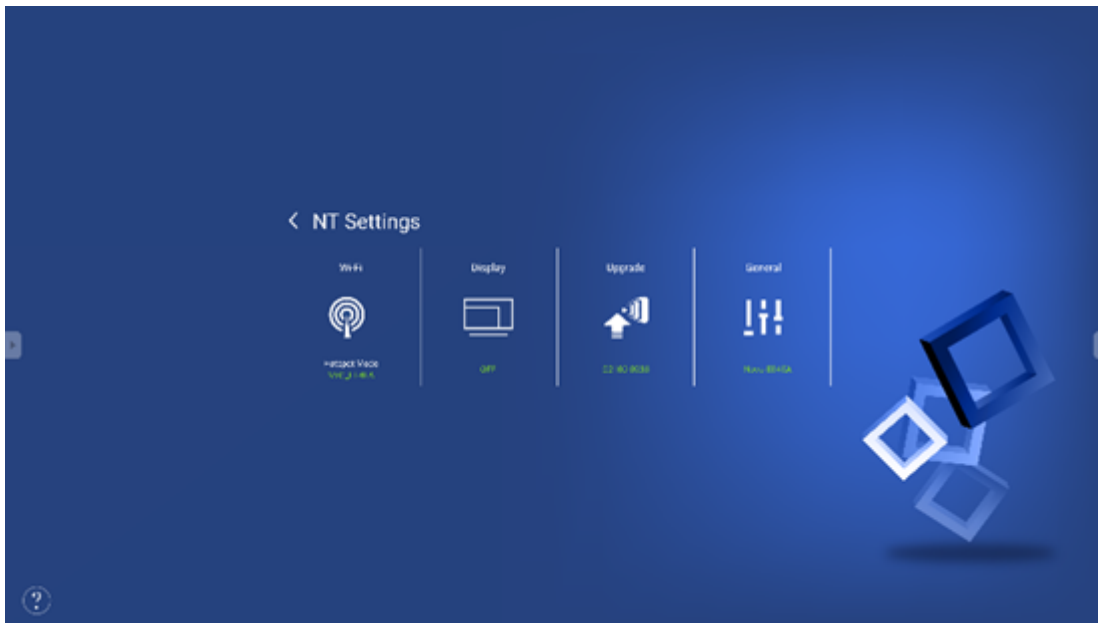 NT Settings
Wi-Fi
Display
Upgrade
General
Hotspot Mode
OFF
?